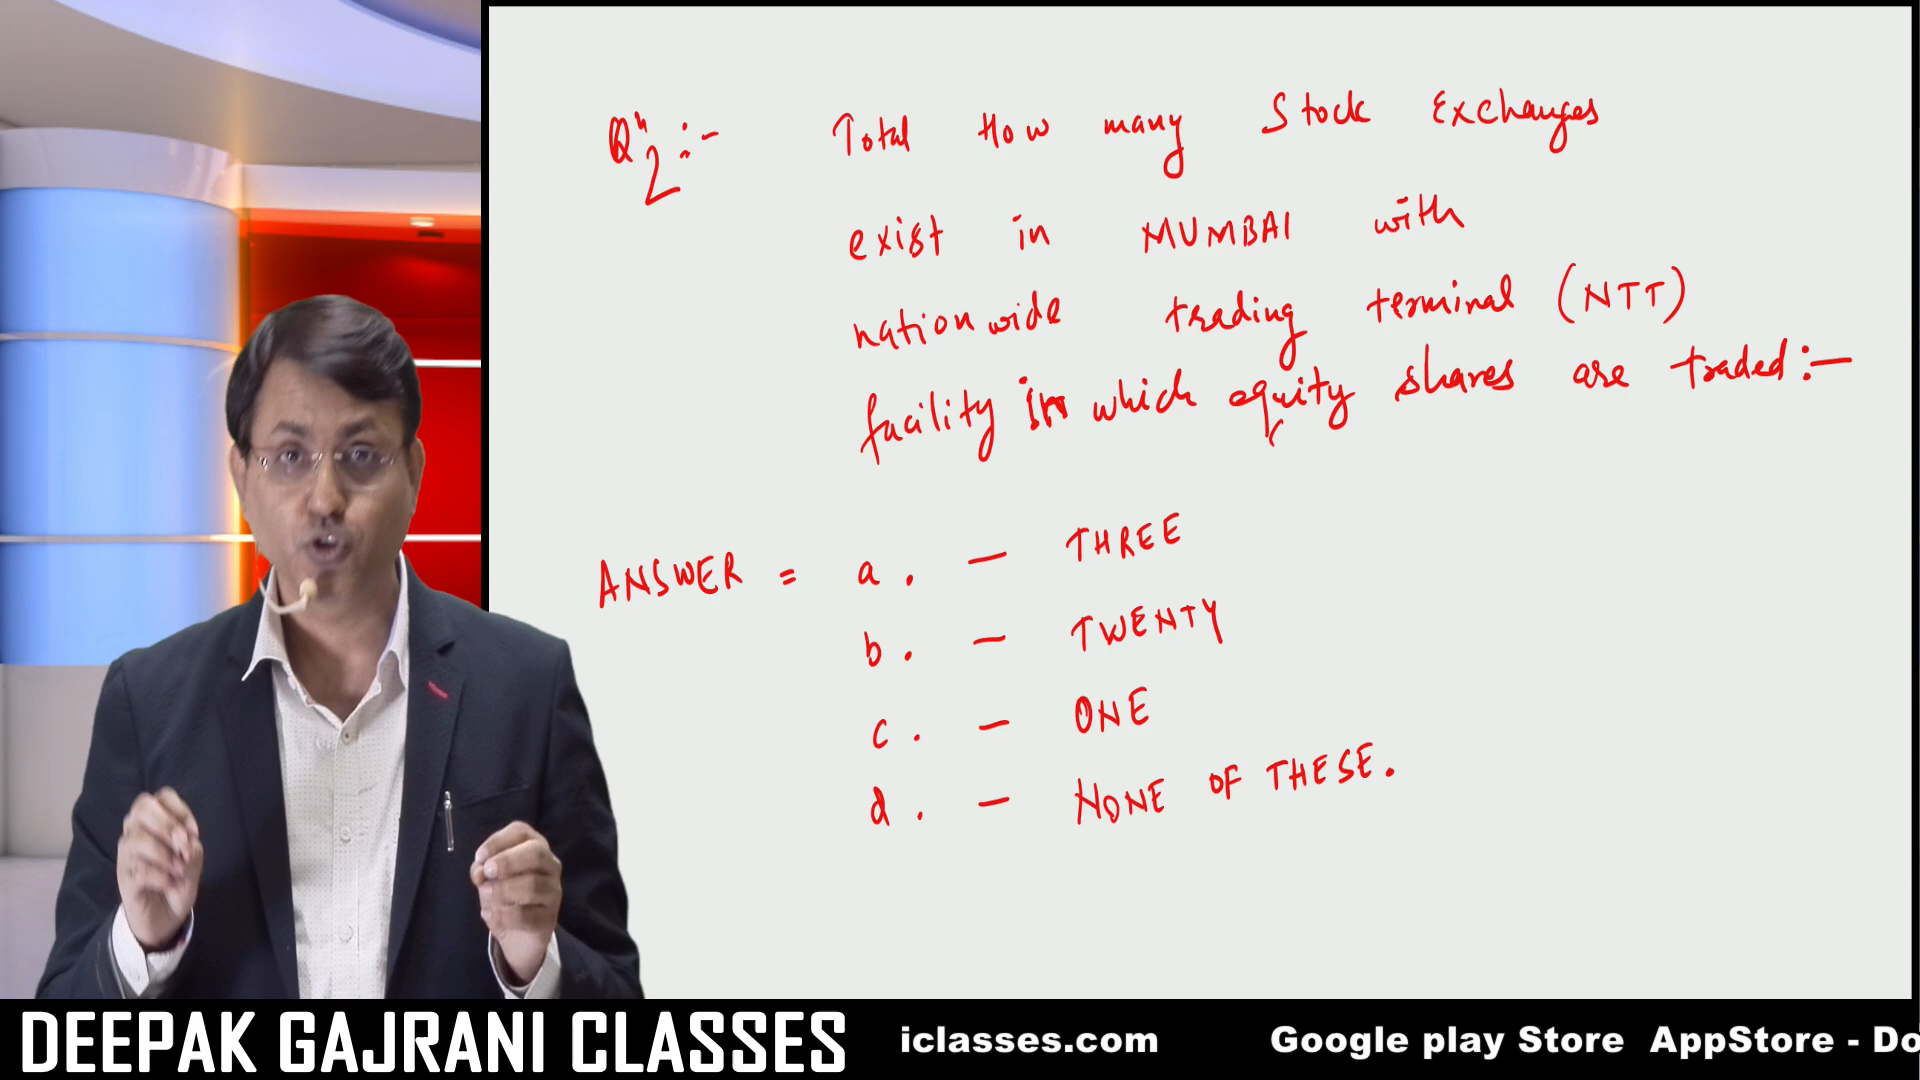 Qn 2:- Total How many Stock Exchanges
exist in MUMBAI with
nationwide trading terminal (NTT)
facility in which equity shares are traded:-
ANSWER = a. - THREE
b. - TWENTY
c. - ONE
d. - NONE OF THESE.
DEEPAK GAJRANI CLASSES iclasses.com Google play Store AppStore - Do